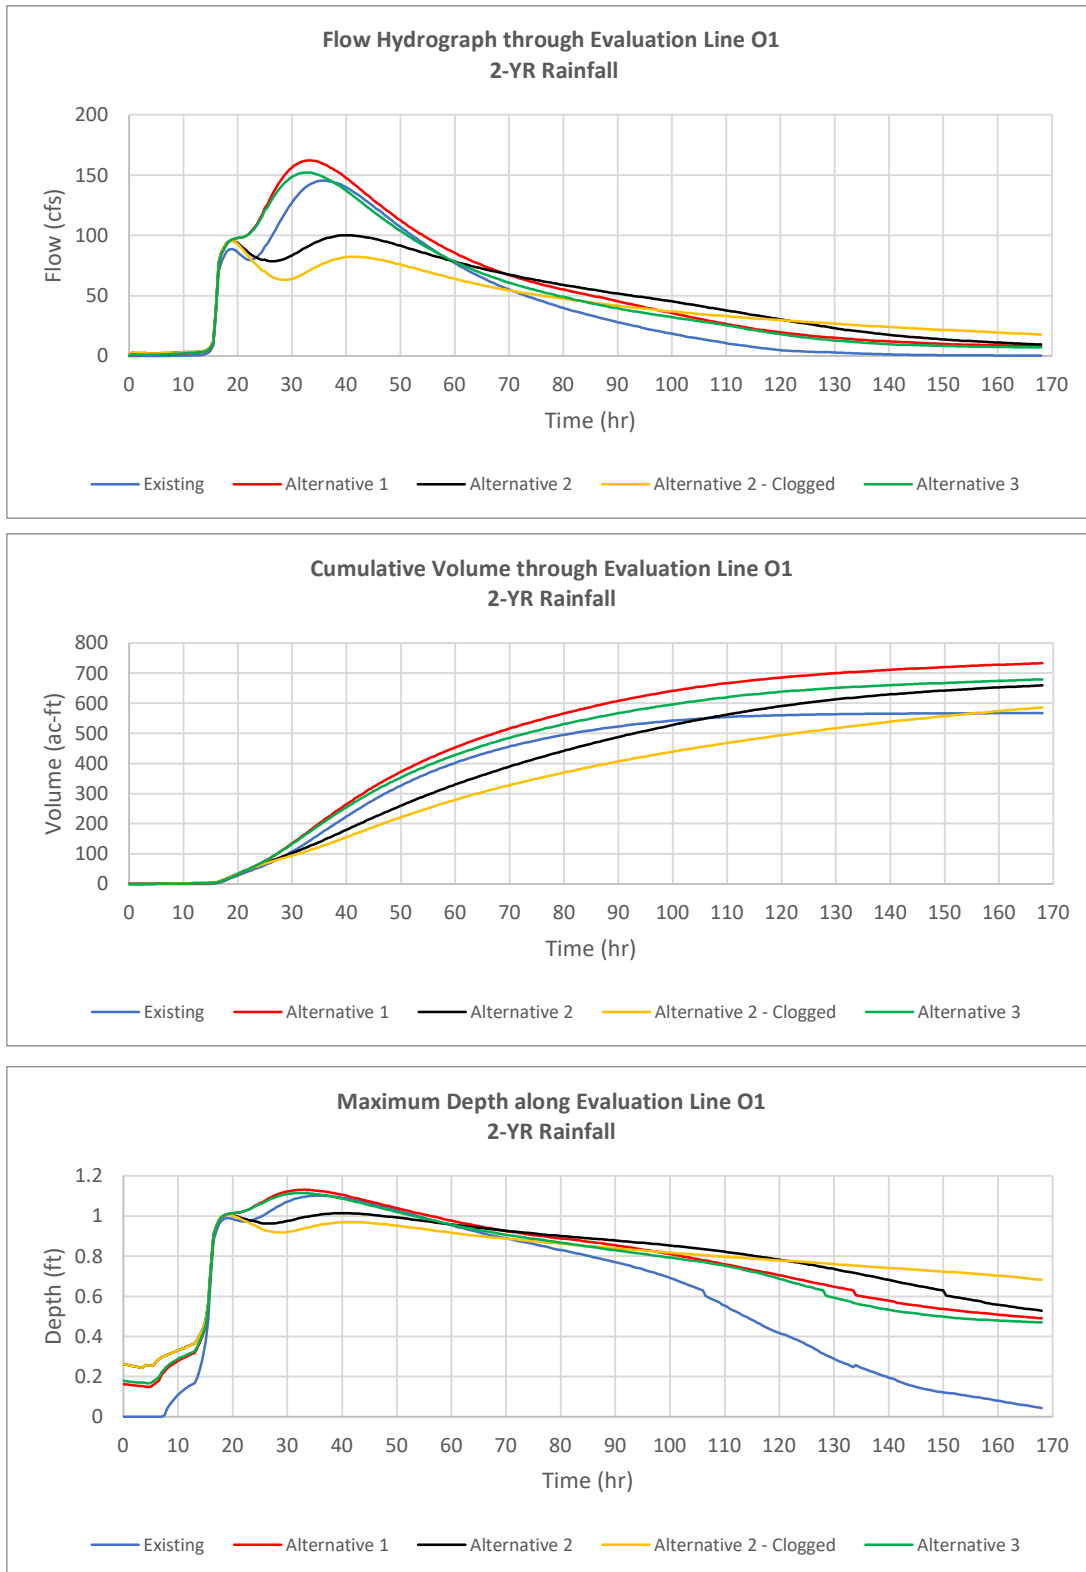 Flow Hydrograph through Evaluation Line O1
2-YR Rainfall
200
150
100
50
0
Flow (cfs)
0 10 20 30 40 50 60 70 80 90 100 110 120 130 140 150 160 170
Time (hr)
Existing Alternative 1 Alternative 2 Alternative 2 - Clogged Alternative 3
Cumulative Volume through Evaluation Line O1
2-YR Rainfall
800
700
600
500
400
300
200
100
0
Volume (ac-ft)
0 10 20 30 40 50 60 70 80 90 100 110 120 130 140 150 160 170
Time (hr)
Existing Alternative 1 Alternative 2 Alternative 2 - Clogged Alternative 3
Maximum Depth along Evaluation Line O1
2-YR Rainfall
1.2
1
0.8
0.6
0.4
0.2
0
Depth (ft)
0 10 20 30 40 50 60 70 80 90 100 110 120 130 140 150 160 170
Time (hr)
Existing Alternative 1 Alternative 2 Alternative 2 - Clogged Alternative 3